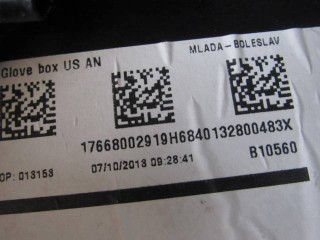 Glove box US AN
MLADA-BOLESLAV
17668002919H6840132800483X
OP: 013153
07/10/2013 09:28:41
B10560